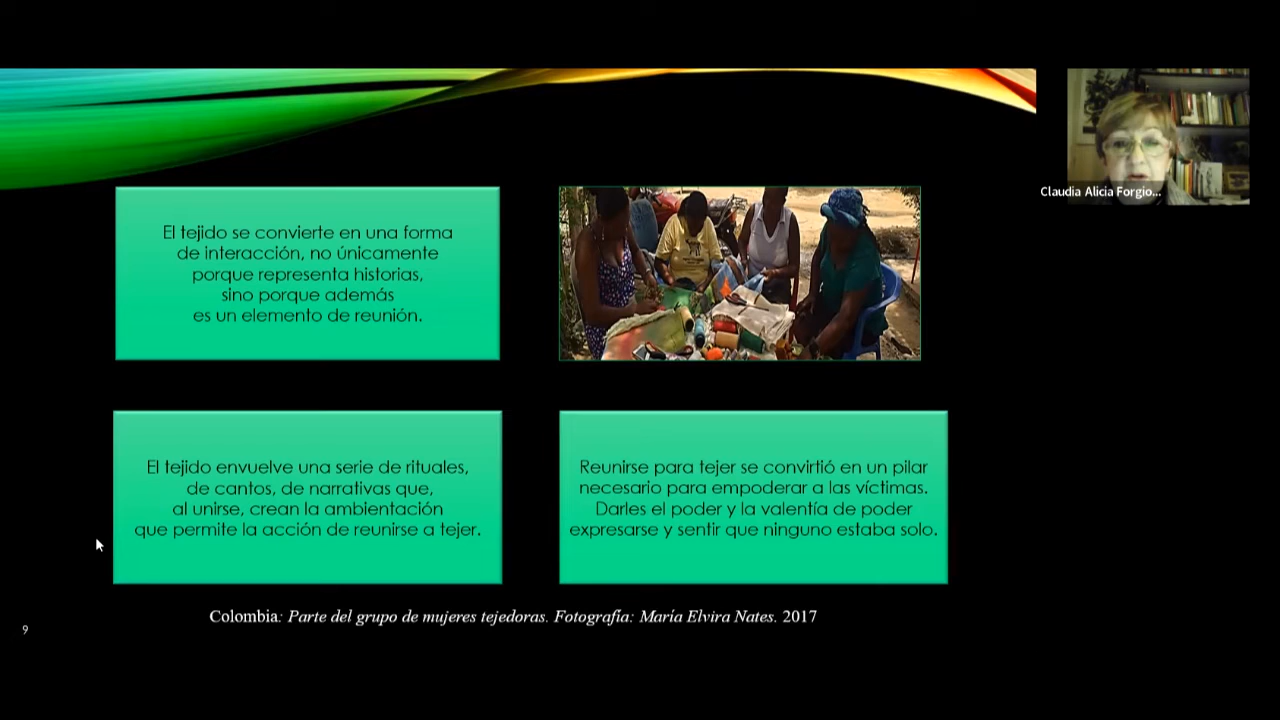 El tejido se convierte en una forma
de interacción, no únicamente
porque representa historias,
sino porque además
es un elemento de reunión.
Claudia Alicia Forgio...
El tejido envuelve una serie de rituales,
de cantos, de narrativas que,
al unirse, crean la ambientación
que permite la acción de reunirse a tejer.
Reunirse para tejer se convirtió en un pilar
necesario para empoderar a las víctimas.
Darles el poder y la valentía de poder
expresarse y sentir que ninguno estaba solo.
Colombia: Parte del grupo de mujeres tejedoras. Fotografía: María Elvira Nates. 2017
9